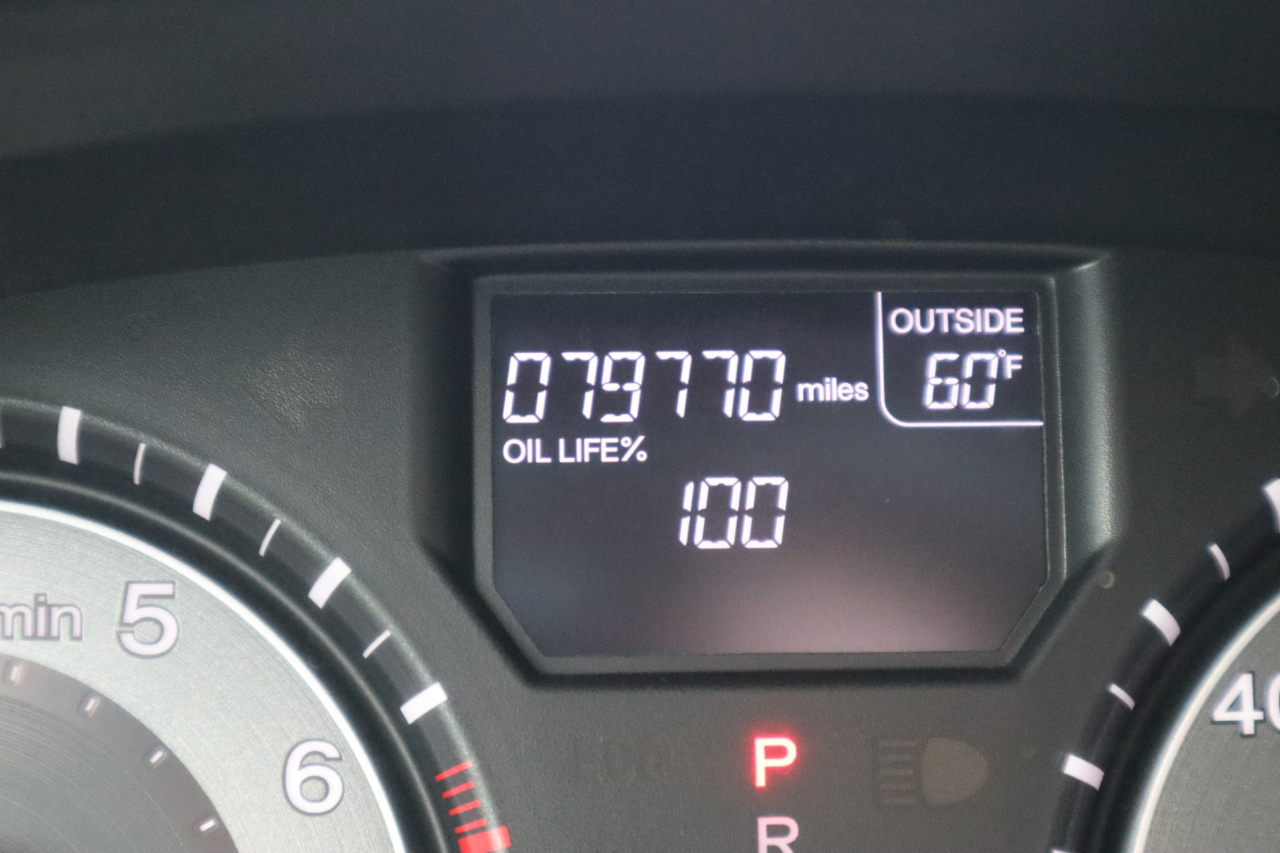 OUTSIDE
079770 miles
60°F
OIL LIFE%
100
min
5
6
40
P
R